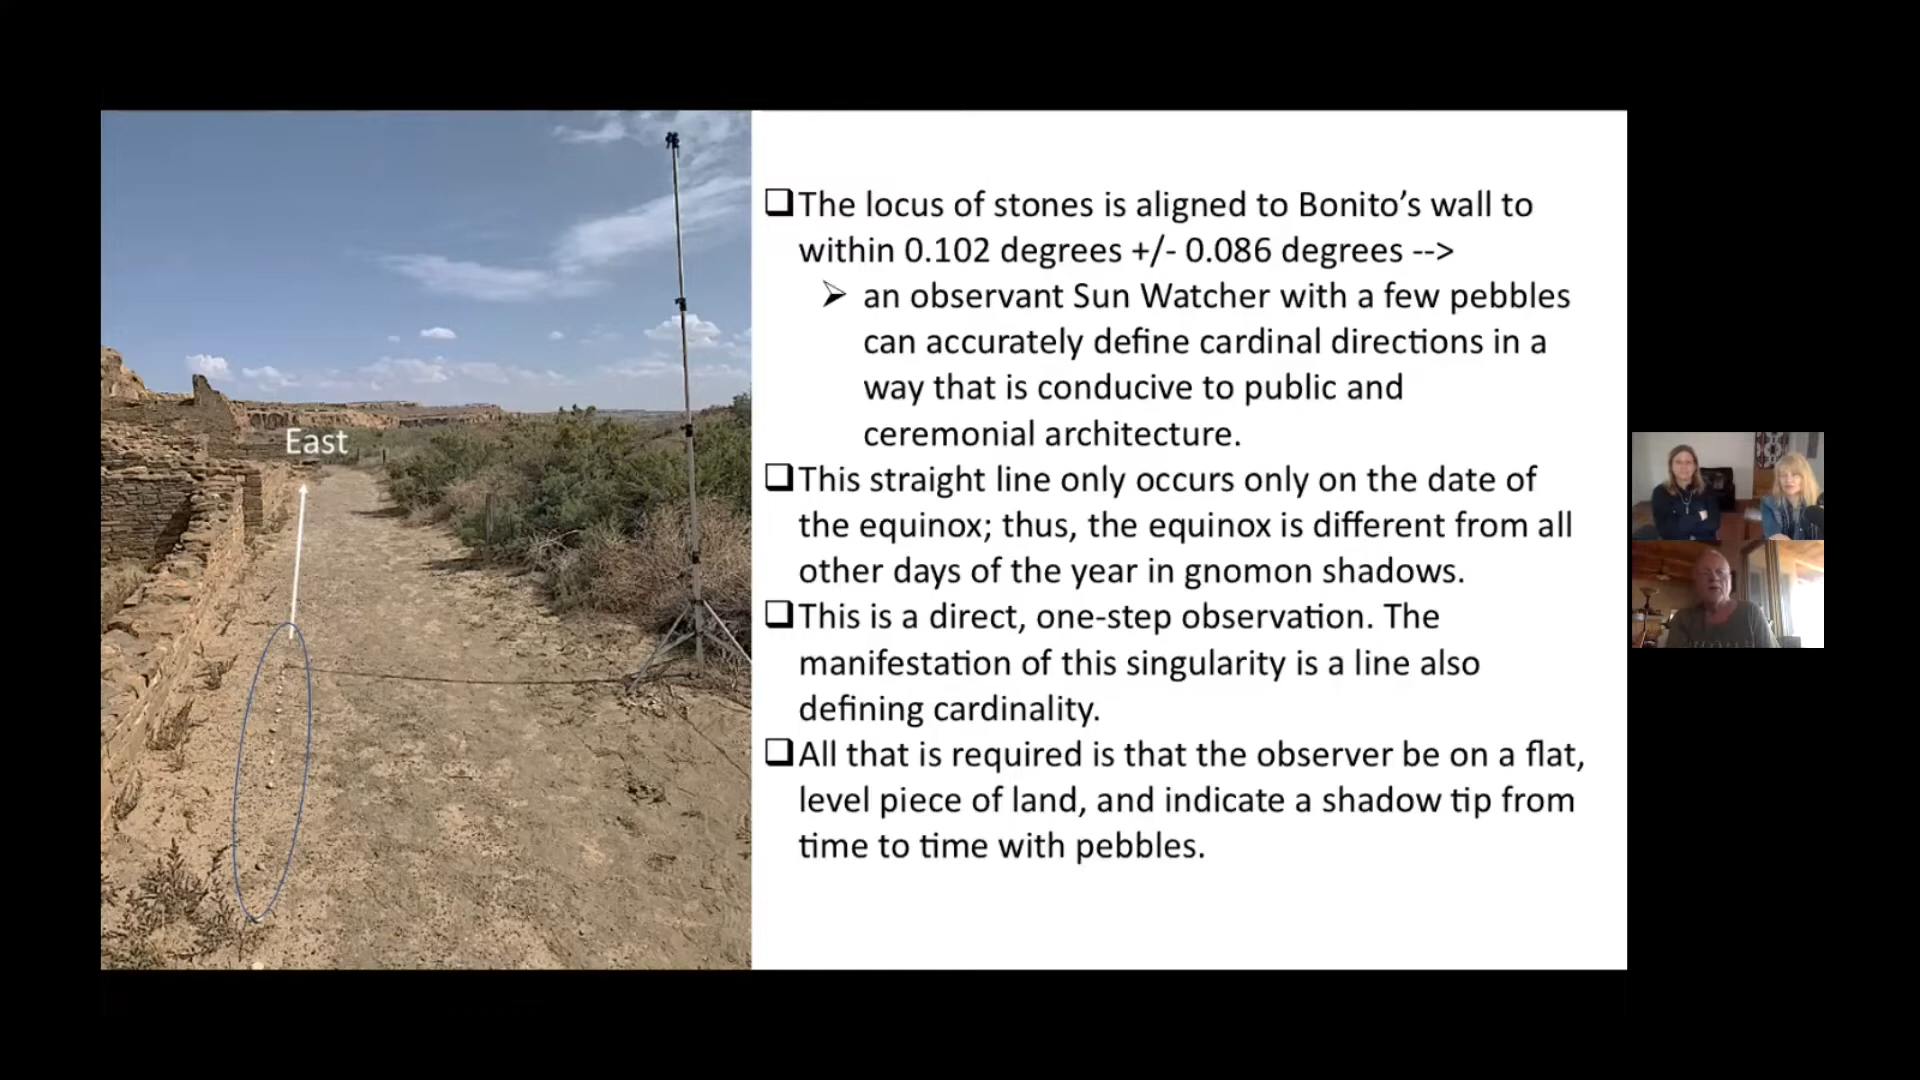 East
❑The locus of stones is aligned to Bonito’s wall to
within 0.102 degrees +/- 0.086 degrees -->
➢ an observant Sun Watcher with a few pebbles
can accurately define cardinal directions in a
way that is conducive to public and
ceremonial architecture.
❑This straight line only occurs only on the date of
the equinox; thus, the equinox is different from all
other days of the year in gnomon shadows.
❑This is a direct, one-step observation. The
manifestation of this singularity is a line also
defining cardinality.
❑All that is required is that the observer be on a flat,
level piece of land, and indicate a shadow tip from
time to time with pebbles.